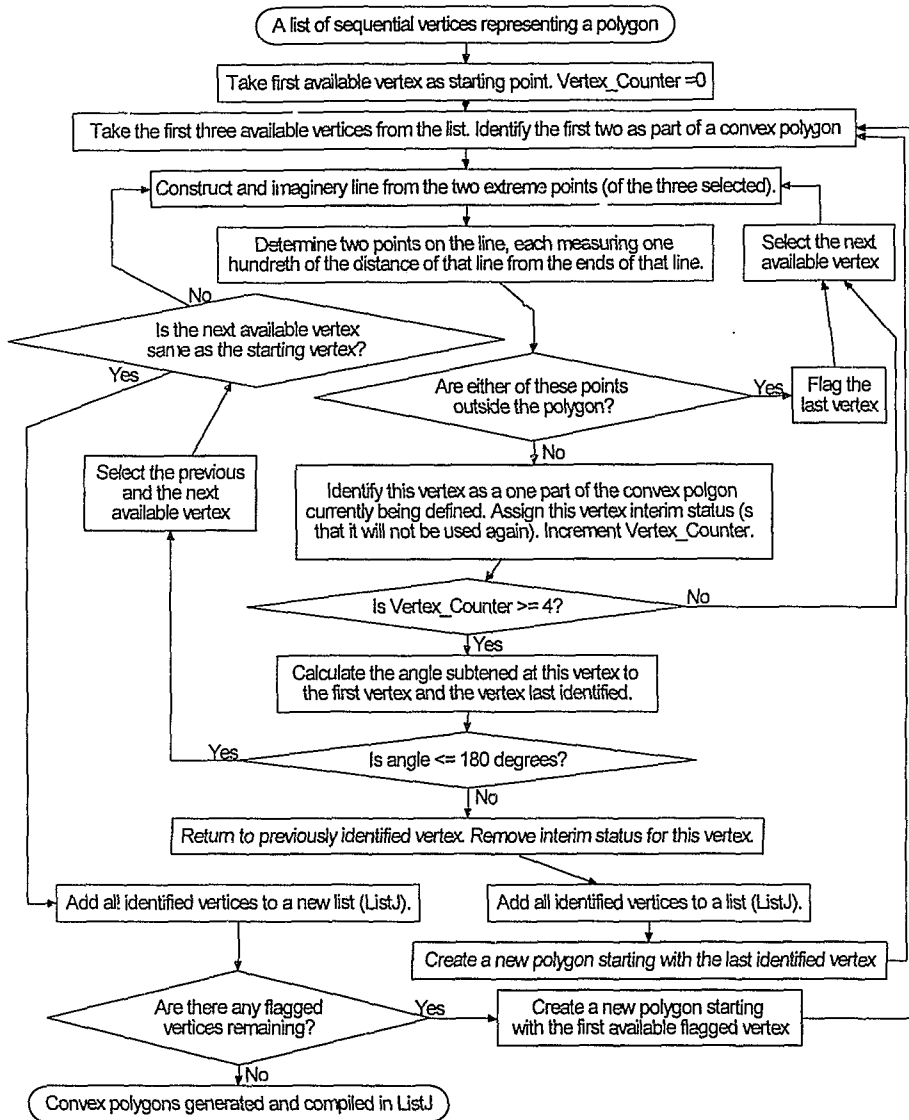 A list of sequential vertices representing a polygon
Take first available vertex as starting point. Vertex_Counter =0
Take the first three available vertices from the list. Identify the first two as part of a convex polygon
Construct and imaginery line from the two extreme points (of the three selected).
Determine two points on the line, each measuring one
hundreth of the distance of that line from the ends of that line.
Select the next
available vertex
No
Is the next available vertex
same as the starting vertex?
Yes
Are either of these points
outside the polygon?
Yes
Flag the
last vertex
No
Select the previous
and the next
available vertex
Identify this vertex as a one part of the convex polgon
currently being defined. Assign this vertex interim status (s
that it will not be used again). Increment Vertex_Counter.
Is Vertex_Counter >= 4?
No
Yes
Calculate the angle subtened at this vertex to
the first vertex and the vertex last identified.
Yes
Is angle <= 180 degrees?
No
Return to previously identified vertex. Remove interim status for this vertex.
Add all identified vertices to a new list (ListJ).
Add all identified vertices to a list (ListJ).
Create a new polygon starting with the last identified vertex
Are there any flagged
vertices remaining?
Yes
Create a new polygon starting
with the first available flagged vertex
No
Convex polygons generated and compiled in ListJ